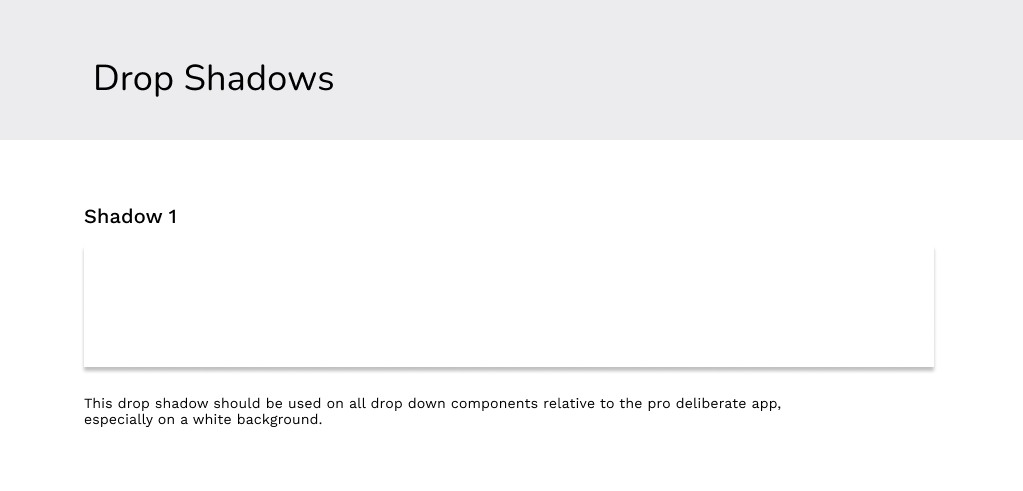 Drop Shadows
Shadow 1
This drop shadow should be used on all drop down components relative to the pro deliberate app,
especially on a white background.